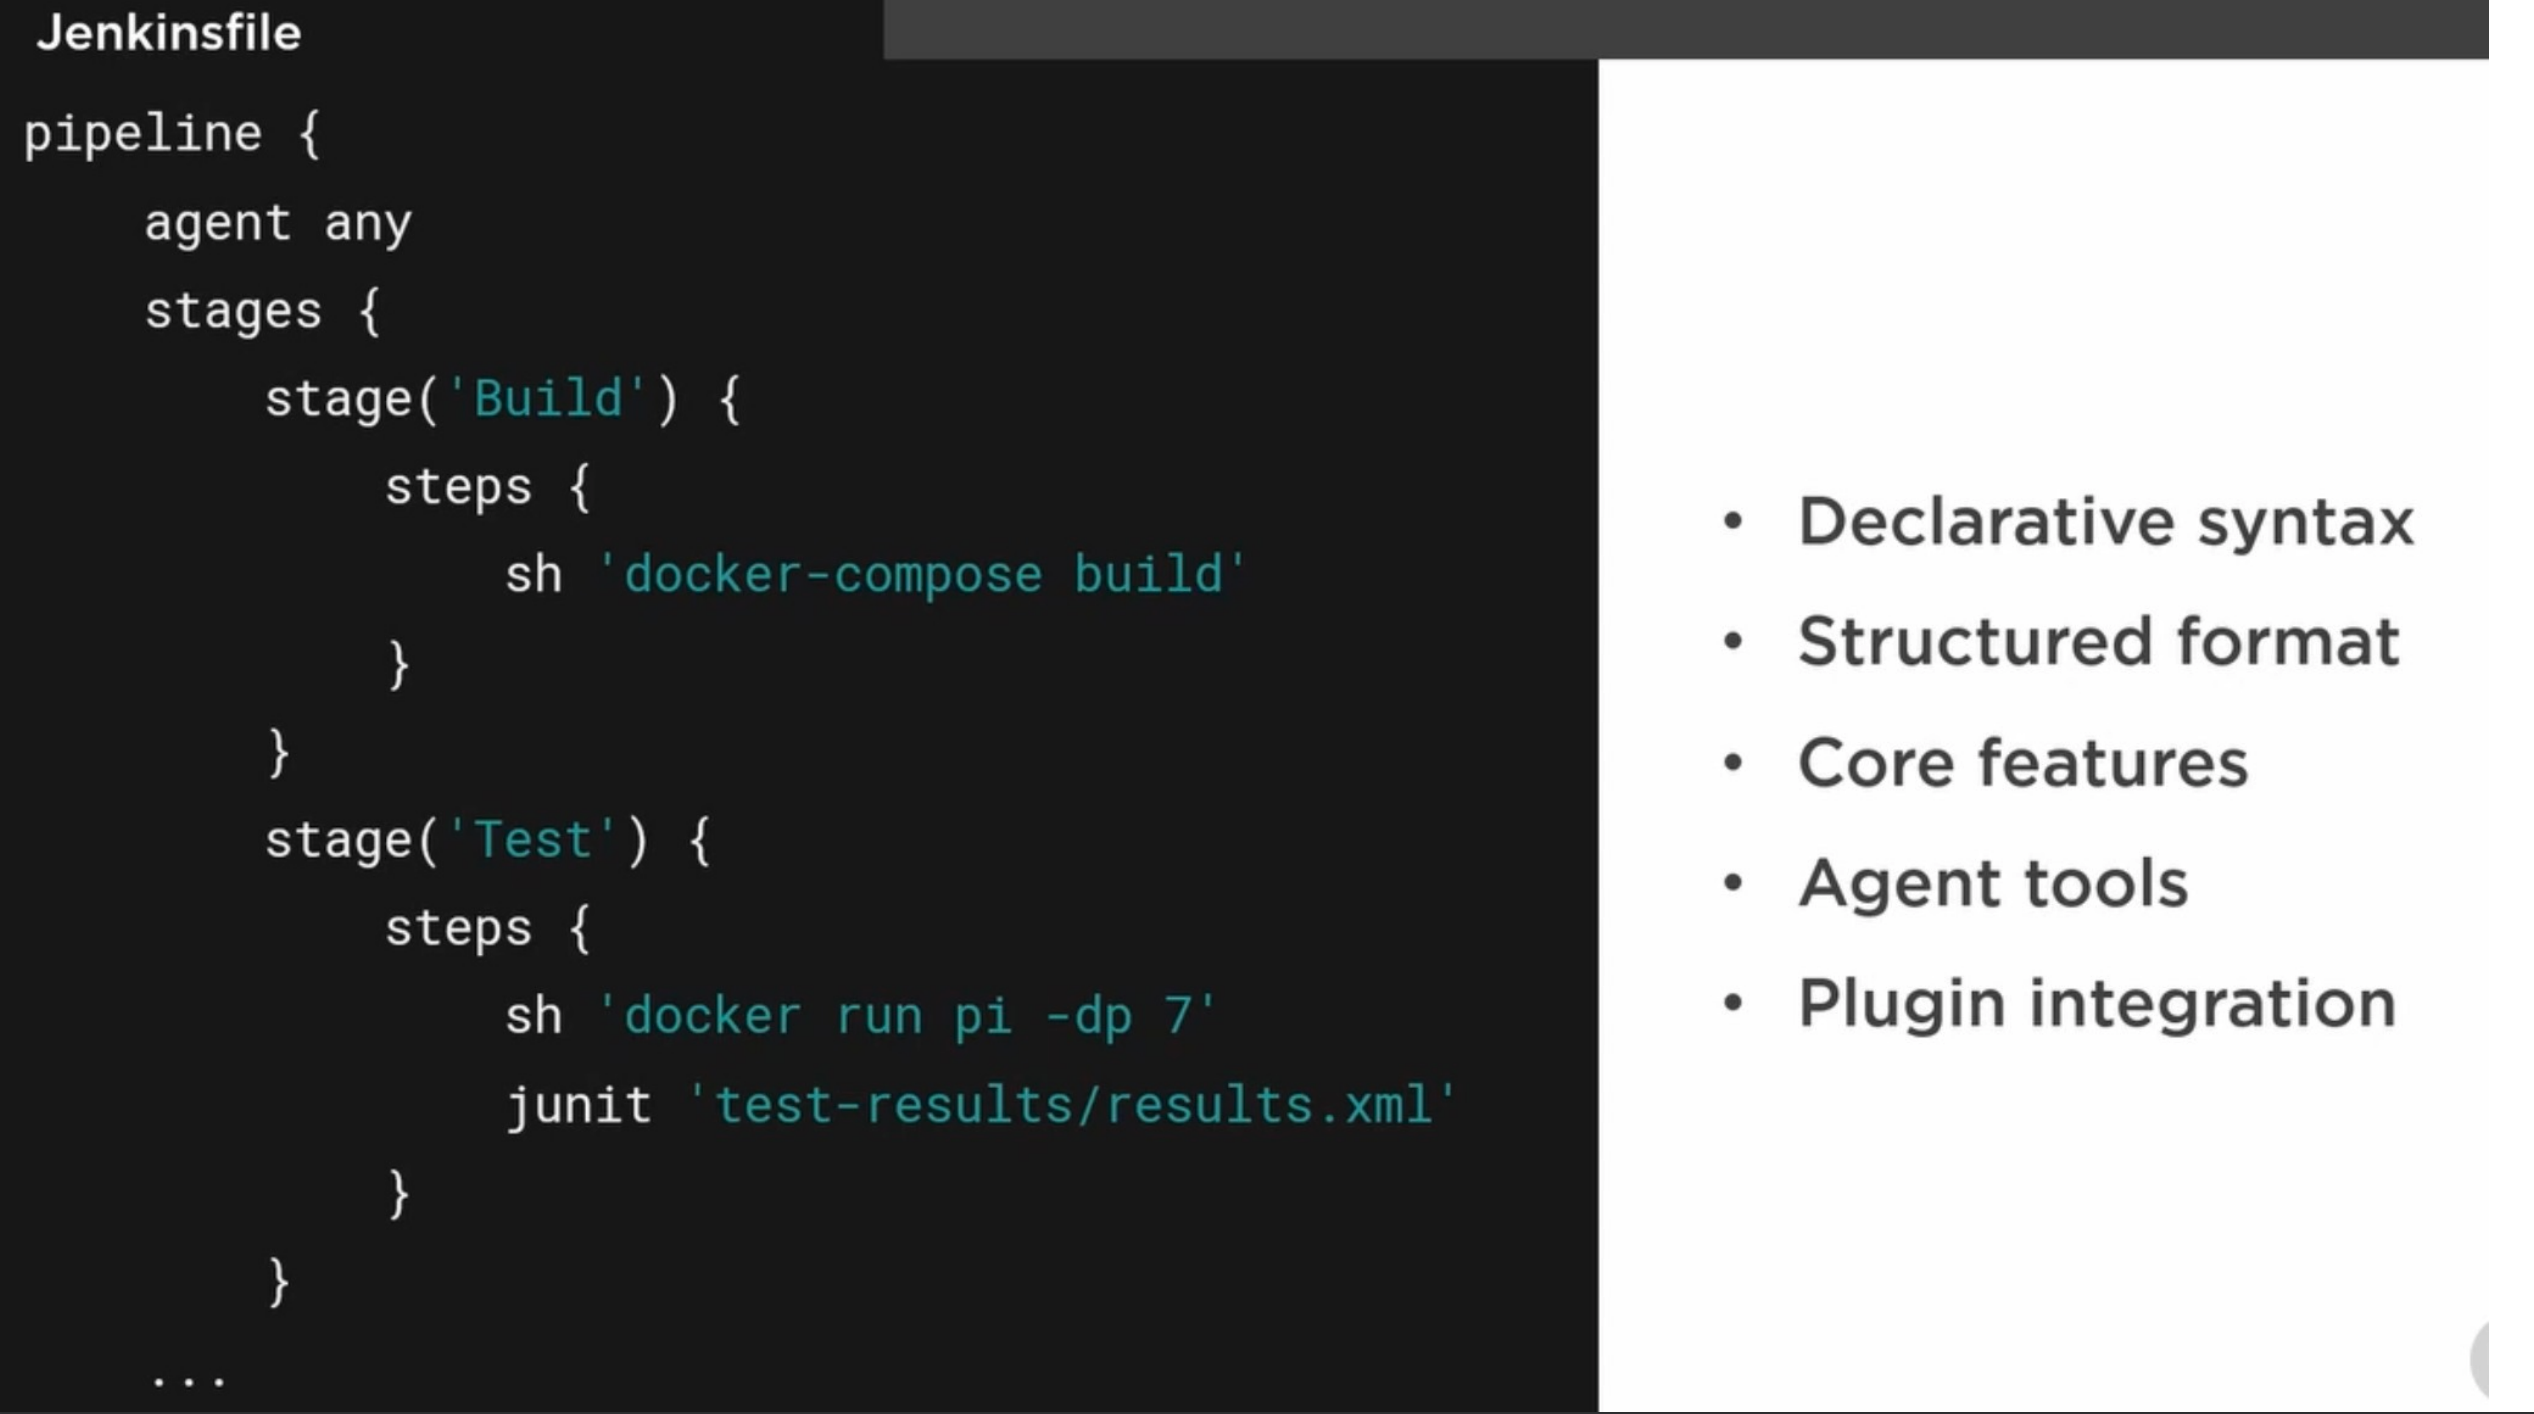 Jenkinsfile
pipeline {
    agent any
    stages {
        stage('Build') {
            steps {
                sh 'docker-compose build'
            }
        }
        stage('Test') {
            steps {
                sh 'docker run pi -dp 7'
                junit 'test-results/results.xml'
            }
        }
    ...
• Declarative syntax
• Structured format
• Core features
• Agent tools
• Plugin integration